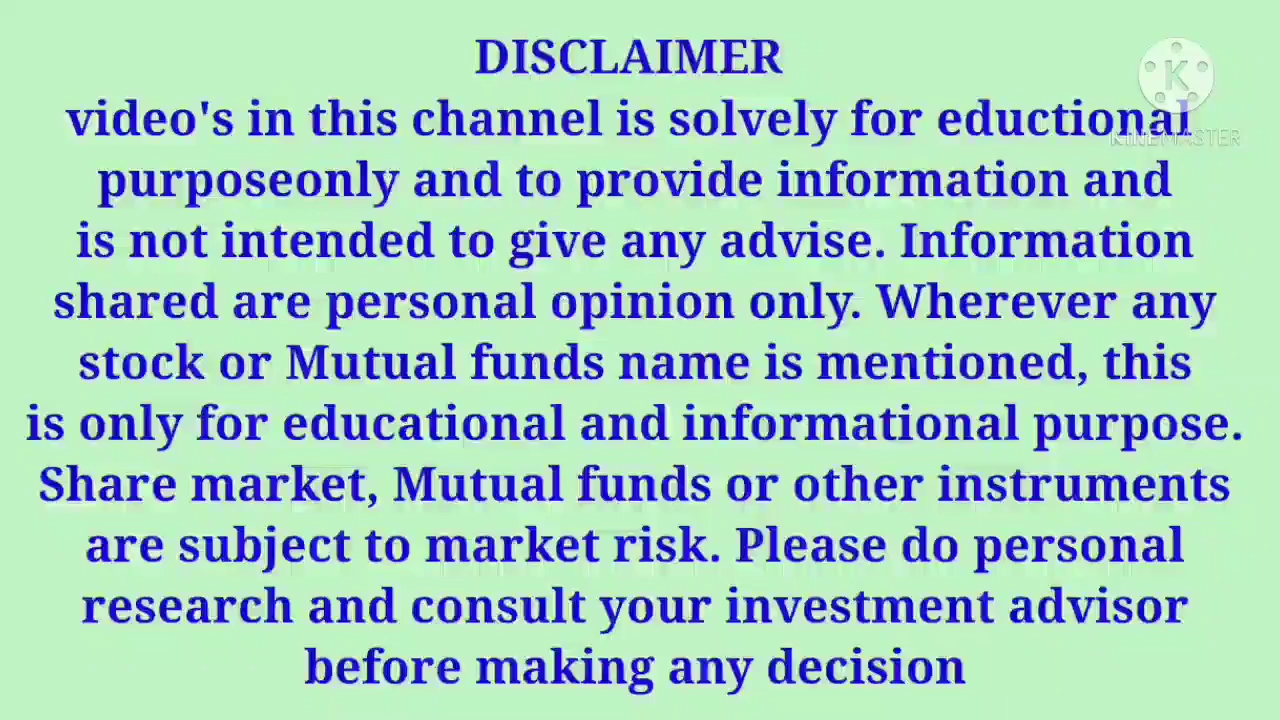 DISCLAIMER
video's in this channel is solvely for eductional
purposeonly and to provide information and
is not intended to give any advise. Information
shared are personal opinion only. Wherever any
stock or Mutual funds name is mentioned, this
is only for educational and informational purpose.
Share market, Mutual funds or other instruments
are subject to market risk. Please do personal
research and consult your investment advisor
before making any decision
K
KINEMASTER